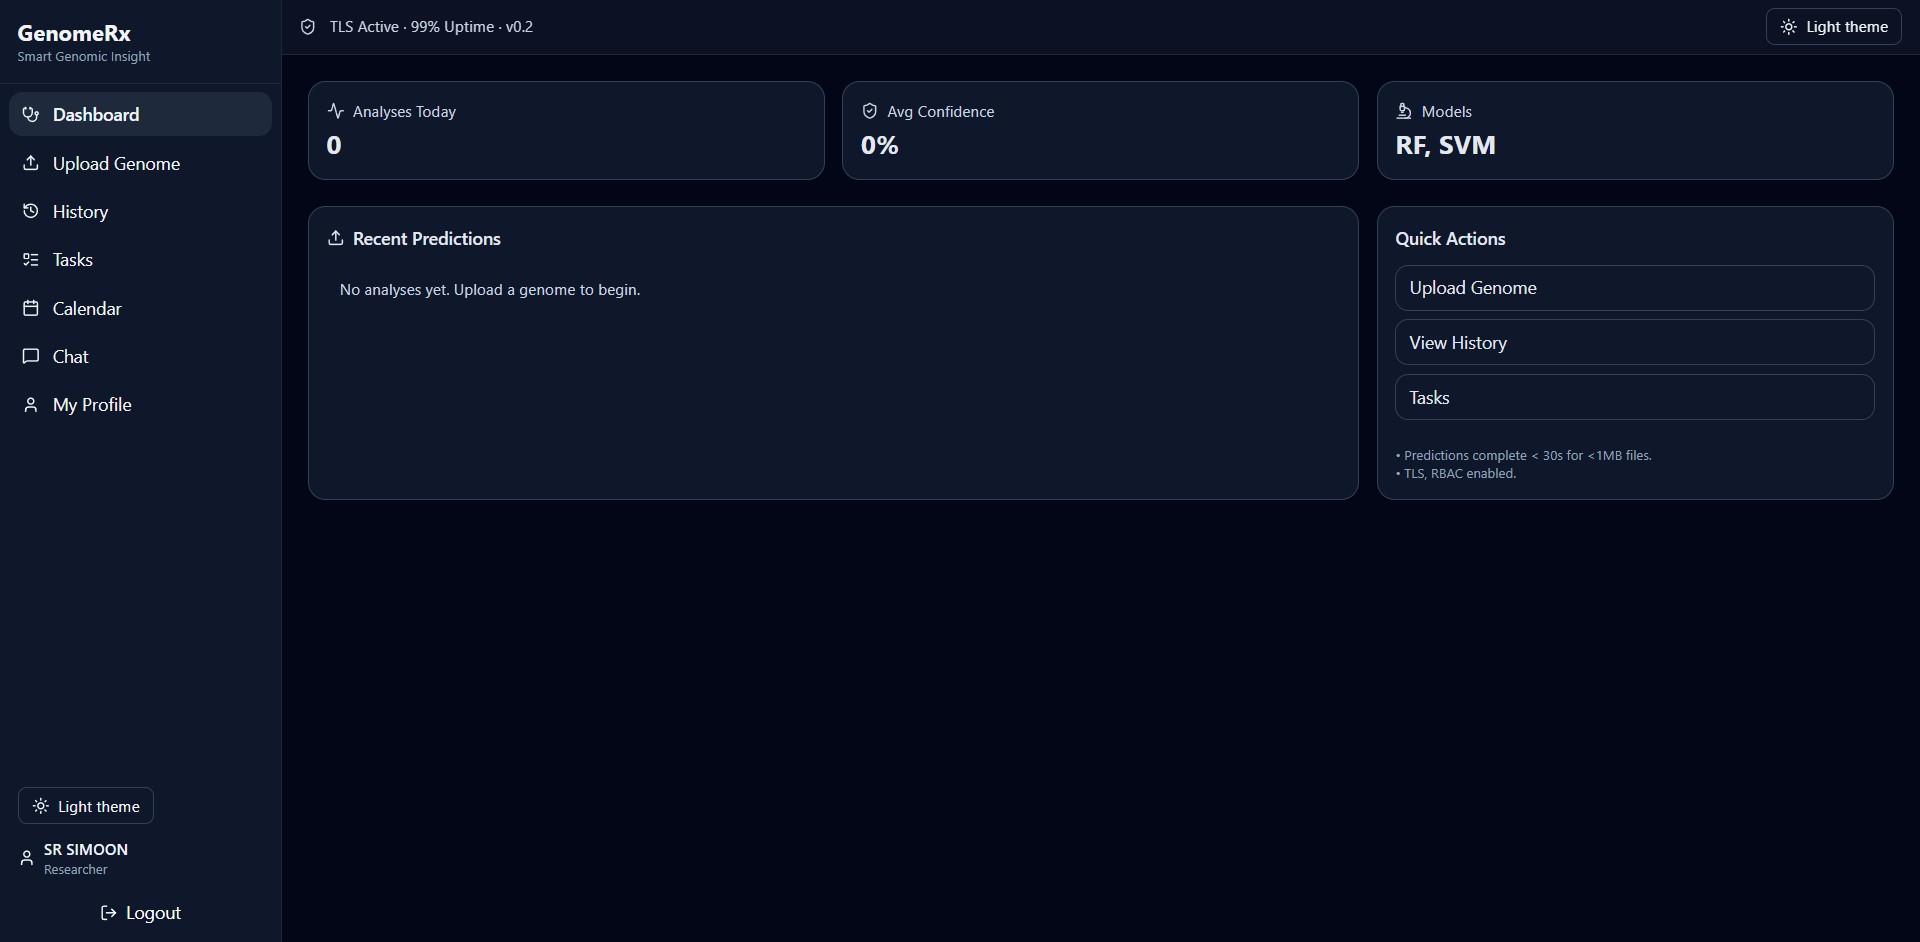 GenomeRx
Smart Genomic Insight
Dashboard
Upload Genome
History
Tasks
Calendar
Chat
My Profile
Light theme
SR SIMOON
Researcher
Logout
TLS Active · 99% Uptime · v0.2
Light theme
Analyses Today
0
Avg Confidence
0%
Models
RF, SVM
Recent Predictions
No analyses yet. Upload a genome to begin.
Quick Actions
Upload Genome
View History
Tasks
• Predictions complete < 30s for <1MB files.
• TLS, RBAC enabled.